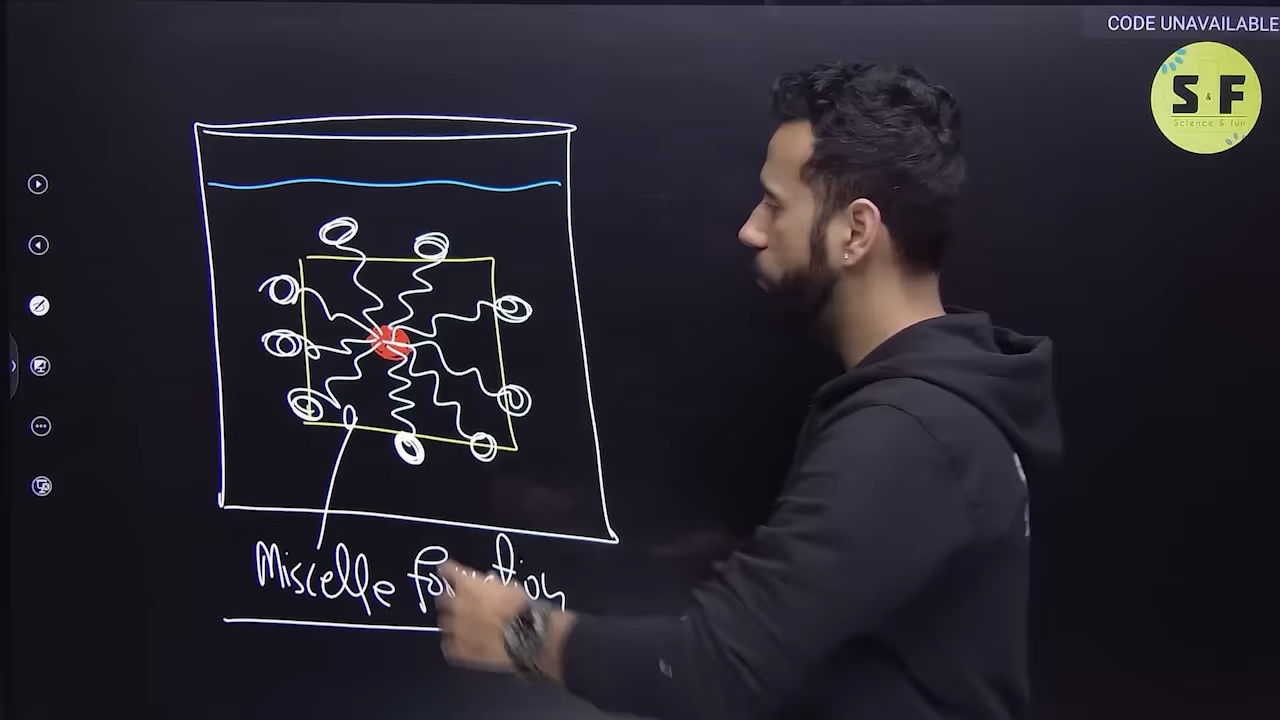 CODE UNAVAILABLE
S & F
Science & fun
Miscelle formation